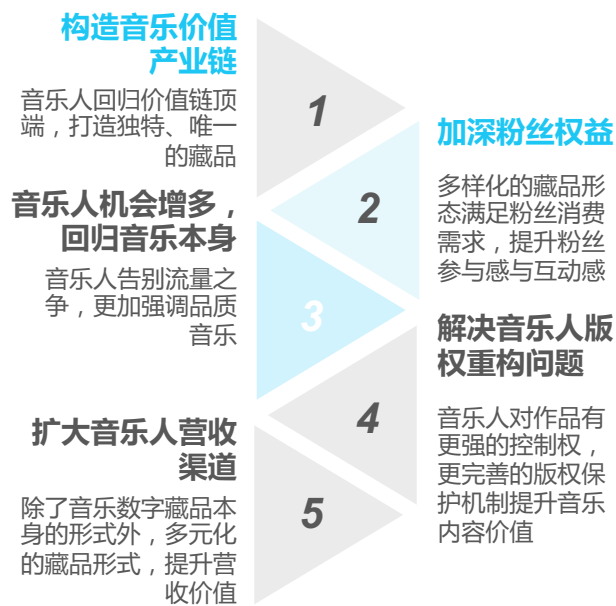 构造音乐价值
产业链
音乐人回归价值链顶
端，打造独特、唯一
的藏品
1
加深粉丝权益
多样化的藏品形
态满足粉丝消费
需求，提升粉丝
参与感与互动感
2
音乐人机会增多，
回归音乐本身
音乐人告别流量之
争，更加强调品质
音乐
3
解决音乐人版
权重构问题
音乐人对作品有
更强的控制权，
更完善的版权保
护机制提升音乐
内容价值
4
扩大音乐人营收
渠道
除了音乐数字藏品本
身的形式外，多元化
的藏品形式，提升营
收价值
5